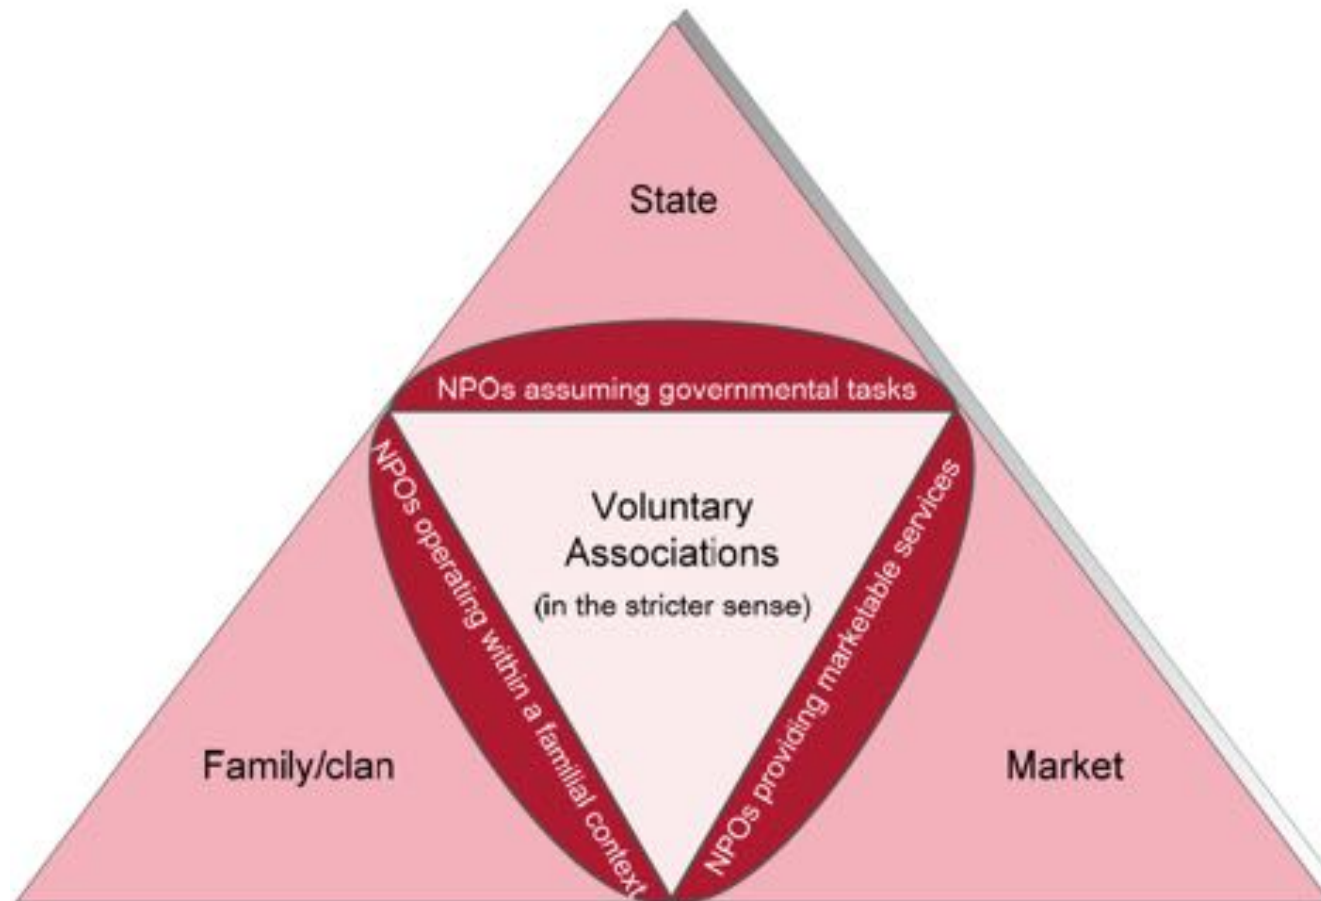 State
NPOs assuming governmental tasks
NPOs operating within a familial context
Voluntary
Associations
(in the stricter sense)
NPOs providing marketable services
Family/clan
Market